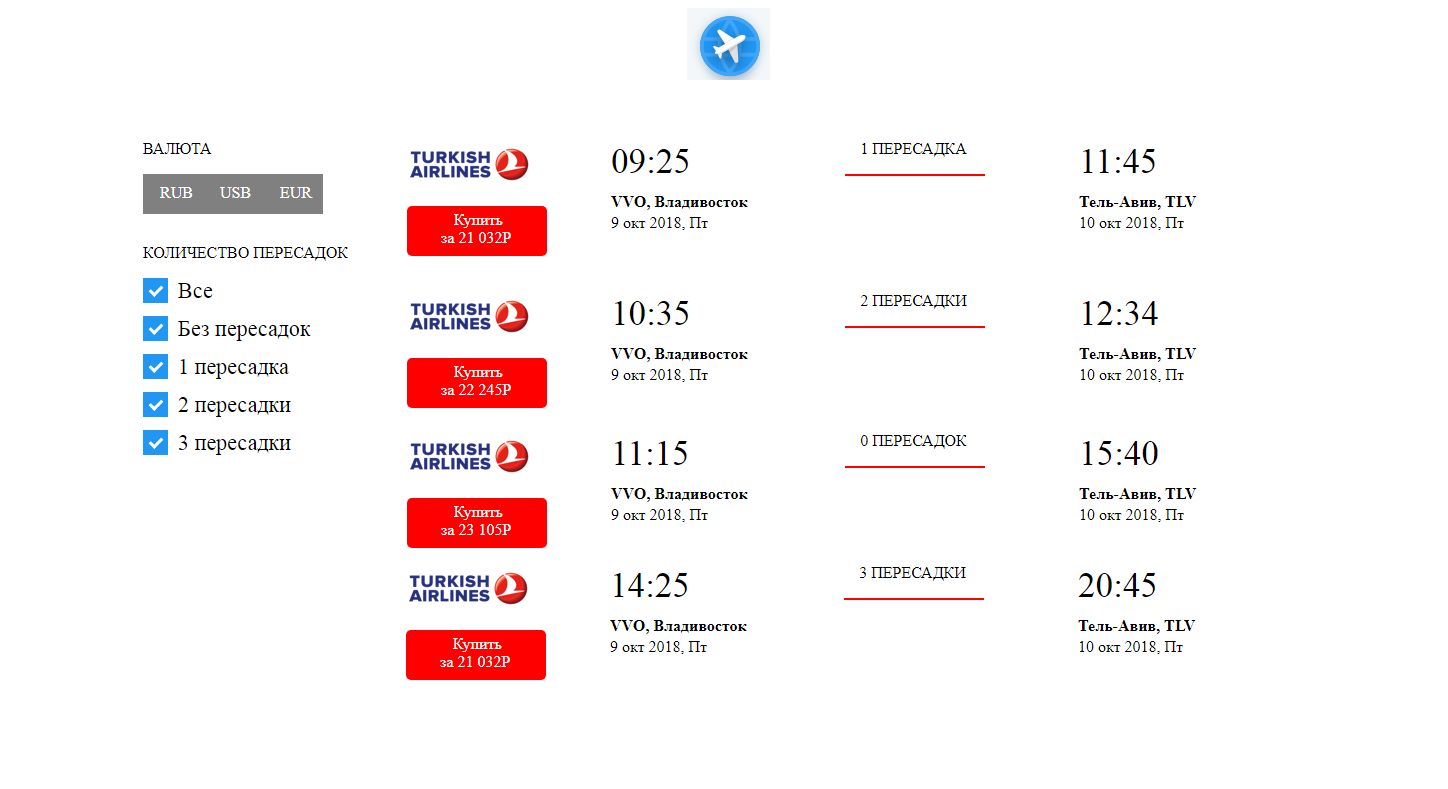 ВАЛЮТА
RUB USB EUR
КОЛИЧЕСТВО ПЕРЕСАДОК
Все
Без пересадок
1 пересадка
2 пересадки
3 пересадки
TURKISH
AIRLINES
Купить
за 21 032Р
09:25
VVO, Владивосток
9 окт 2018, Пт
1 ПЕРЕСАДКА
11:45
Тель-Авив, TLV
10 окт 2018, Пт
TURKISH
AIRLINES
Купить
за 22 245Р
10:35
VVO, Владивосток
9 окт 2018, Пт
2 ПЕРЕСАДКИ
12:34
Тель-Авив, TLV
10 окт 2018, Пт
TURKISH
AIRLINES
Купить
за 23 105Р
11:15
VVO, Владивосток
9 окт 2018, Пт
0 ПЕРЕСАДОК
15:40
Тель-Авив, TLV
10 окт 2018, Пт
TURKISH
AIRLINES
Купить
за 21 032Р
14:25
VVO, Владивосток
9 окт 2018, Пт
3 ПЕРЕСАДКИ
20:45
Тель-Авив, TLV
10 окт 2018, Пт